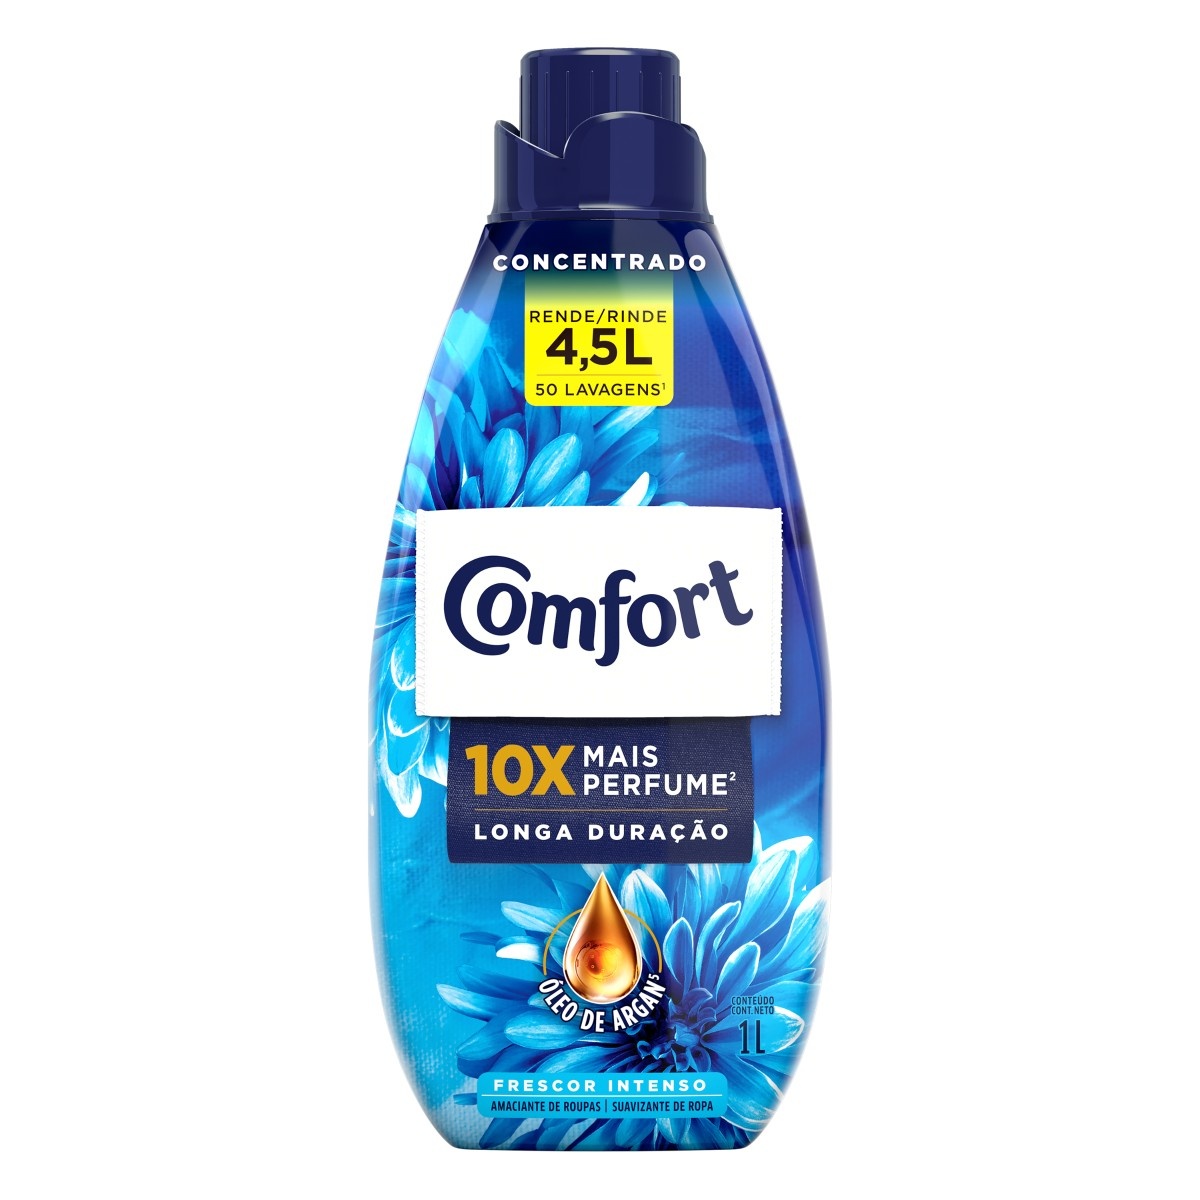 CONCENTRADO
RENDE/RINDE
4,5L
50 LAVAGENS¹
Comfort
10X MAIS
PERFUME²
LONGA DURAÇÃO
ÓLEO DE ARGAN⁵
CONTEÚDO
CONT. NETO
1L
FRESCOR INTENSO
AMACIANTE DE ROUPAS | SUAVIZANTE DE ROPA